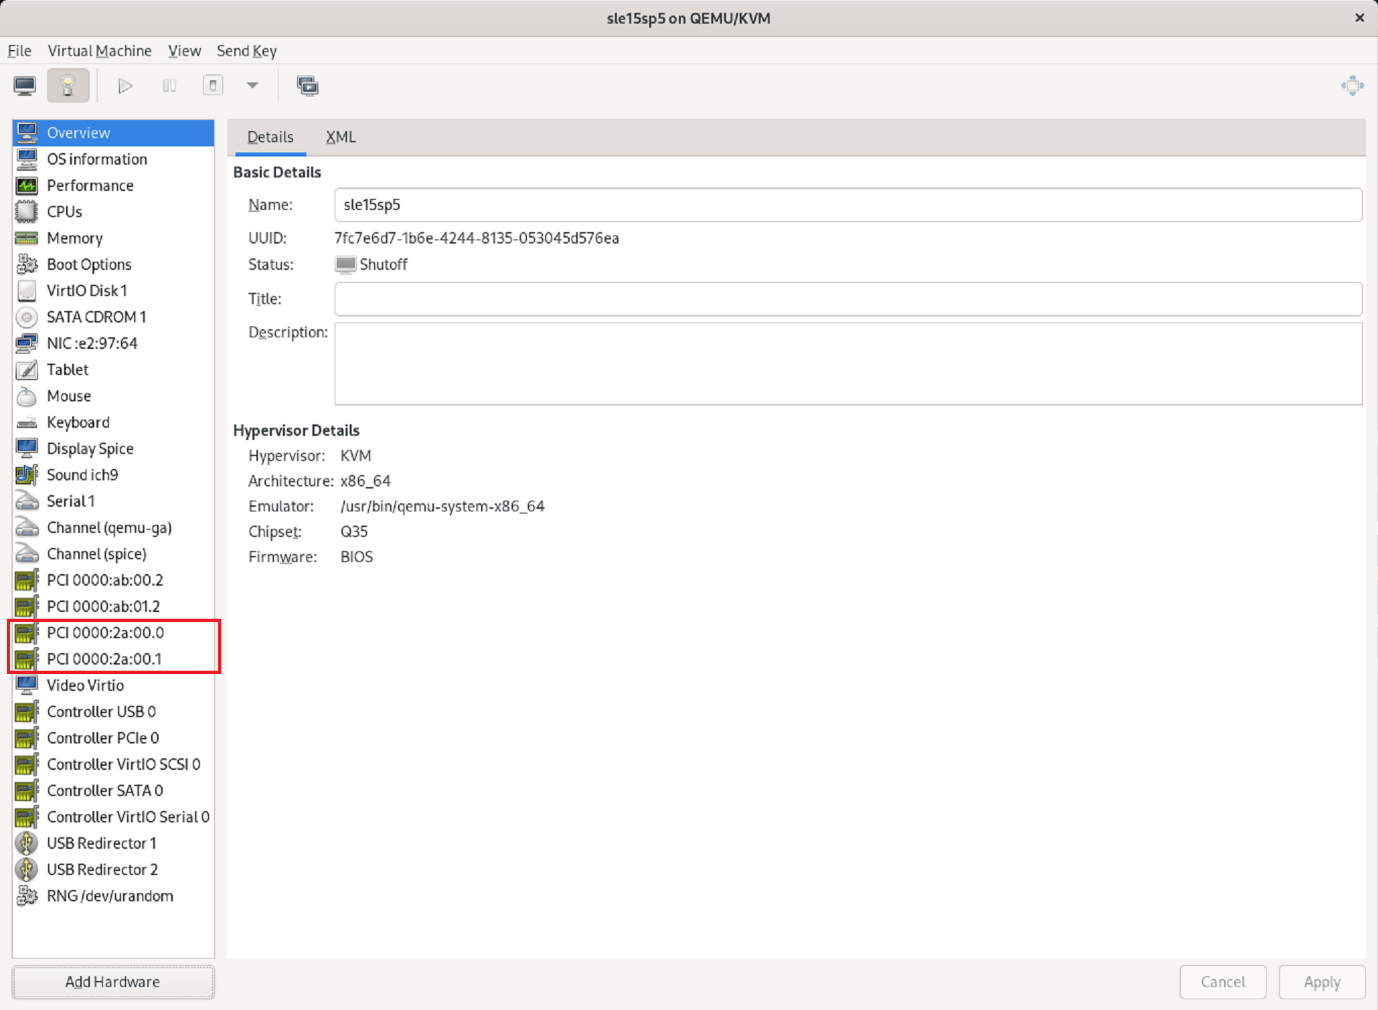 sle15sp5 on QEMU/KVM
File Virtual Machine View Send Key
Overview
OS information
Performance
CPUs
Memory
Boot Options
VirtIO Disk 1
SATA CDROM 1
NIC :e2:97:64
Tablet
Mouse
Keyboard
Display Spice
Sound ich9
Serial 1
Channel (qemu-ga)
Channel (spice)
PCI 0000:ab:00.2
PCI 0000:ab:01.2
PCI 0000:2a:00.0
PCI 0000:2a:00.1
Video Virtio
Controller USB 0
Controller PCIe 0
Controller VirtIO SCSI 0
Controller SATA 0
Controller VirtIO Serial 0
USB Redirector 1
USB Redirector 2
RNG /dev/urandom
Add Hardware
Details XML
Basic Details
Name: sle15sp5
UUID: 7fc7e6d7-1b6e-4244-8135-053045d576ea
Status: Shutoff
Title:
Description:
Hypervisor Details
Hypervisor: KVM
Architecture: x86_64
Emulator: /usr/bin/qemu-system-x86_64
Chipset: Q35
Firmware: BIOS
Cancel Apply